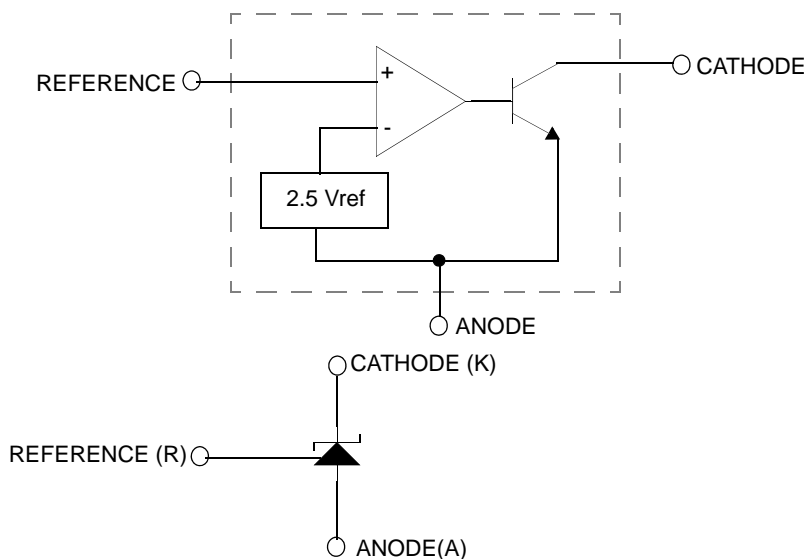 REFERENCE
+
CATHODE
-
2.5 Vref
ANODE
CATHODE (K)
REFERENCE (R)
ANODE(A)